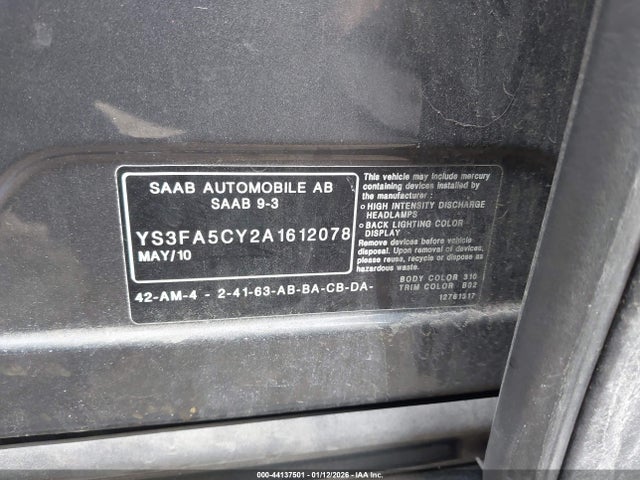 SAAB AUTOMOBILE AB
SAAB 9-3
YS3FA5CY2A1612078
MAY/10
42-AM-4 - 2-41-63-AB-BA-CB-DA-
This vehicle may include mercury
containing devices installed by
the manufacturer :
o HIGH INTENSITY DISCHARGE
HEADLAMPS
o BACK LIGHTING COLOR
DISPLAY
Remove devices before vehicle
disposal. Upon removal of devices,
please reuse, recycle or dispose as
hazardous waste.
BODY COLOR 310
TRIM COLOR B02
12761317
000-44137501 - 01/12/2026 - IAA Inc.